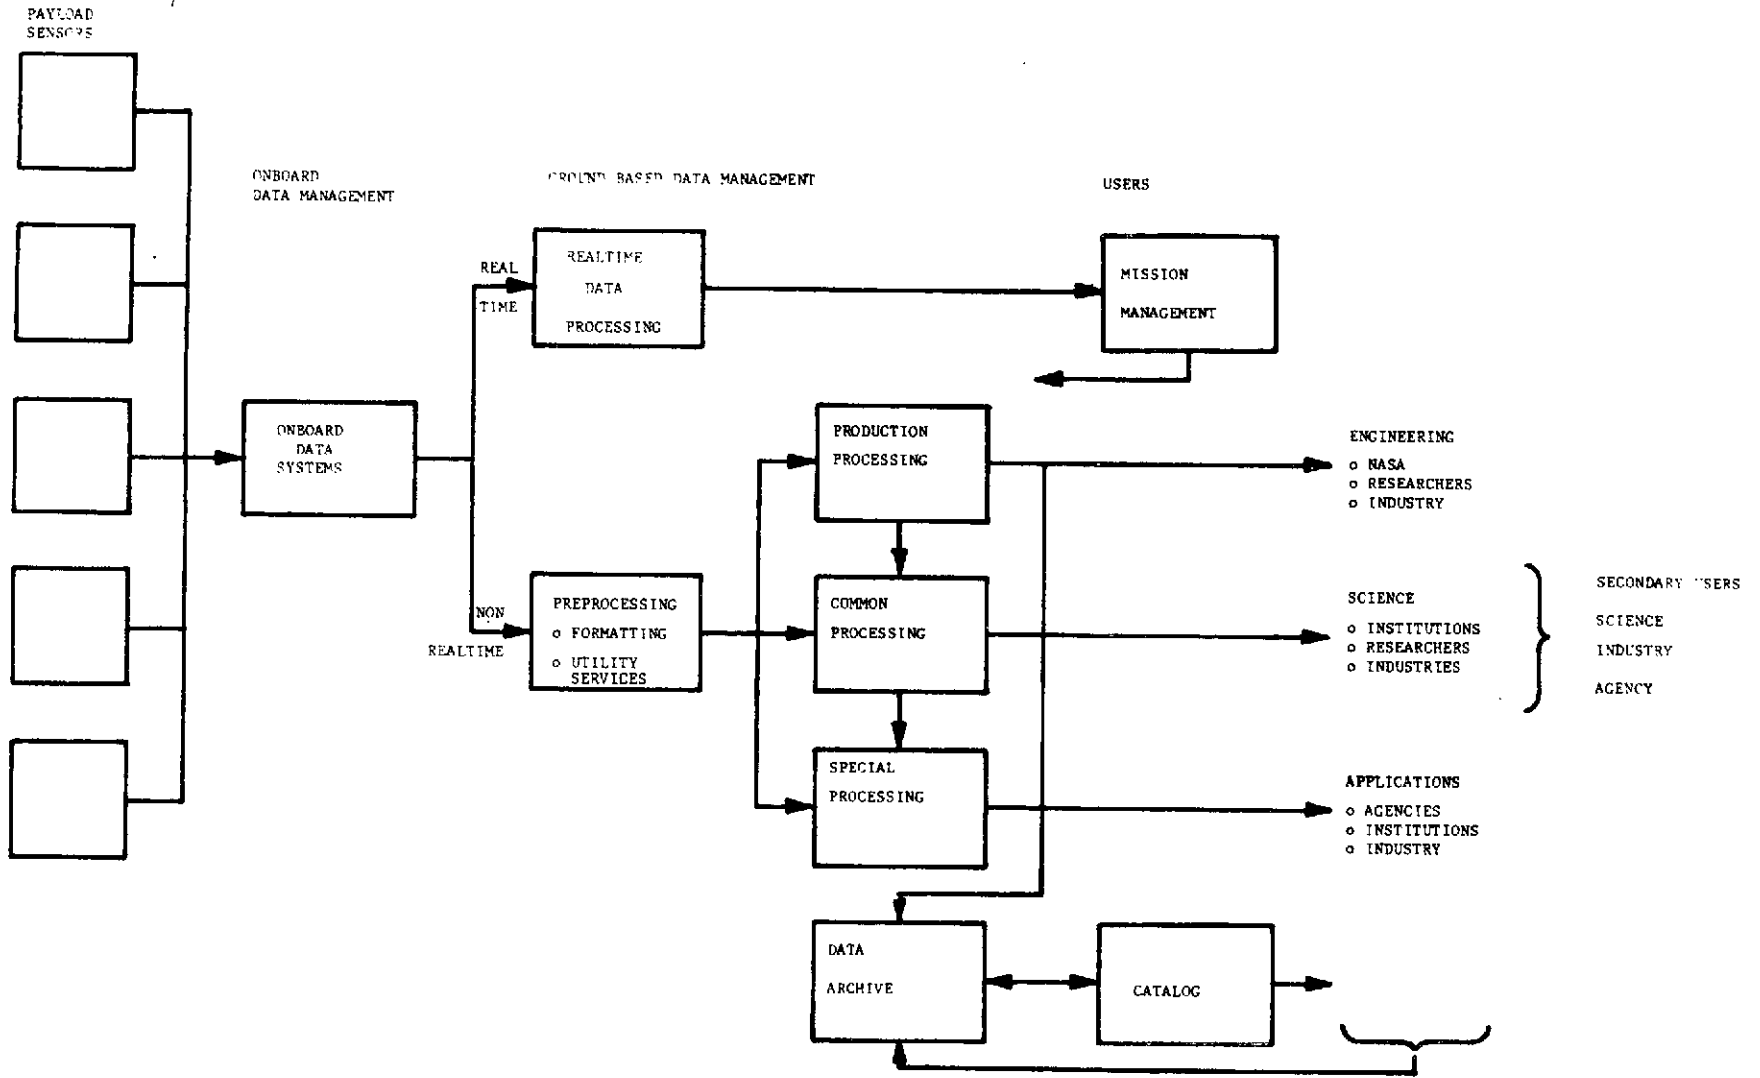 PAYLOAD
SENSORS
ONBOARD
DATA MANAGEMENT
GROUND BASED DATA MANAGEMENT
USERS
REAL
TIME
REALTIME
DATA
PROCESSING
MISSION
MANAGEMENT
ONBOARD
DATA
SYSTEMS
PRODUCTION
PROCESSING
ENGINEERING
o NASA
o RESEARCHERS
o INDUSTRY
NON
REALTIME
PREPROCESSING
o FORMATTING
o UTILITY
SERVICES
COMMON
PROCESSING
SCIENCE
o INSTITUTIONS
o RESEARCHERS
o INDUSTRIES
SECONDARY USERS
SCIENCE
INDUSTRY
AGENCY
SPECIAL
PROCESSING
APPLICATIONS
o AGENCIES
o INSTITUTIONS
o INDUSTRY
DATA
ARCHIVE
CATALOG